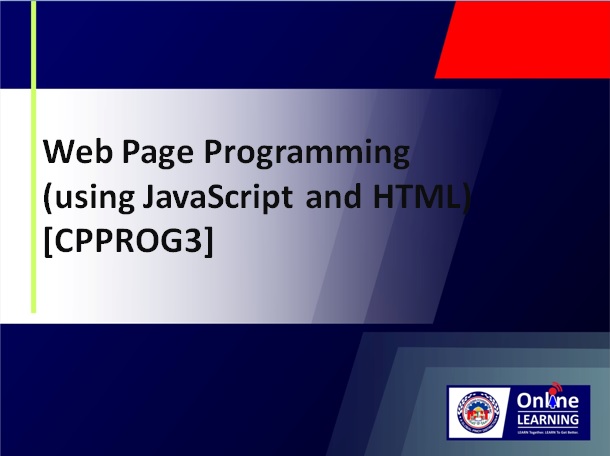 Web Page Programming
(using JavaScript and HTML)
[CPPROG3]
Online
LEARNING
LEARN Together. LEARN To Get Better.